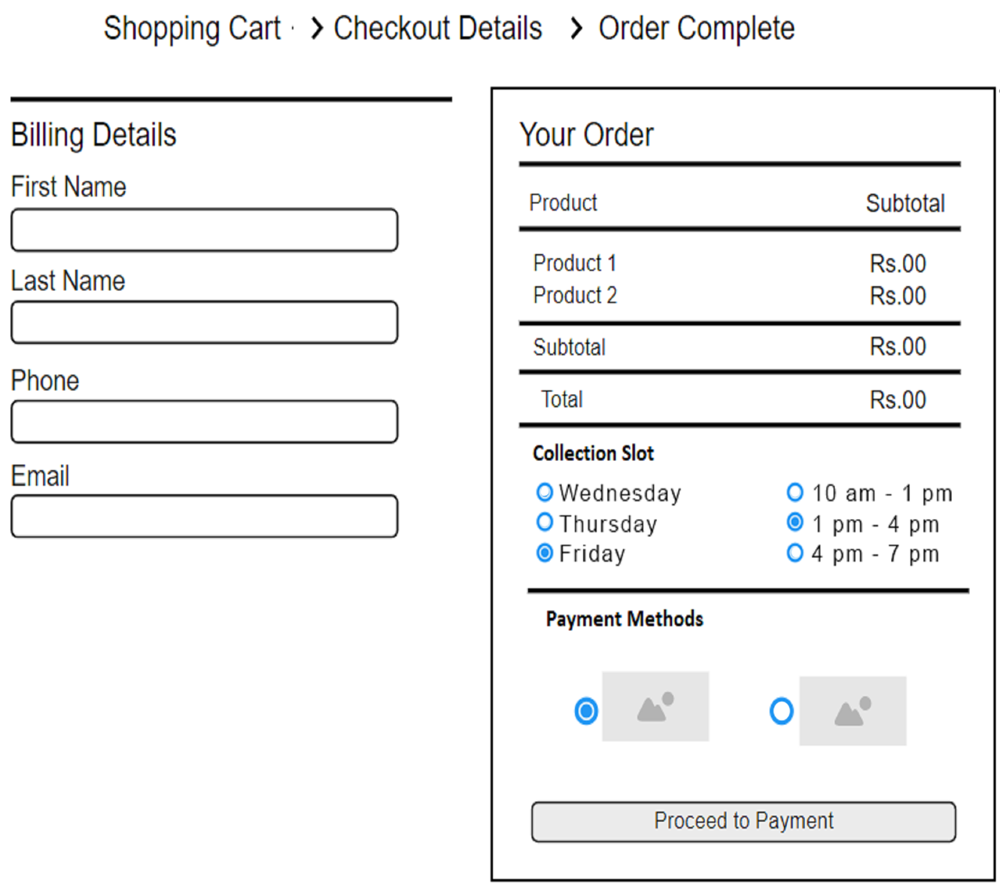 Shopping Cart > Checkout Details > Order Complete
Billing Details
First Name
Last Name
Phone
Email
Your Order
Product Subtotal
Product 1 Rs.00
Product 2 Rs.00
Subtotal Rs.00
Total Rs.00
Collection Slot
Wednesday 10 am - 1 pm
Thursday 1 pm - 4 pm
Friday 4 pm - 7 pm
Payment Methods
Proceed to Payment